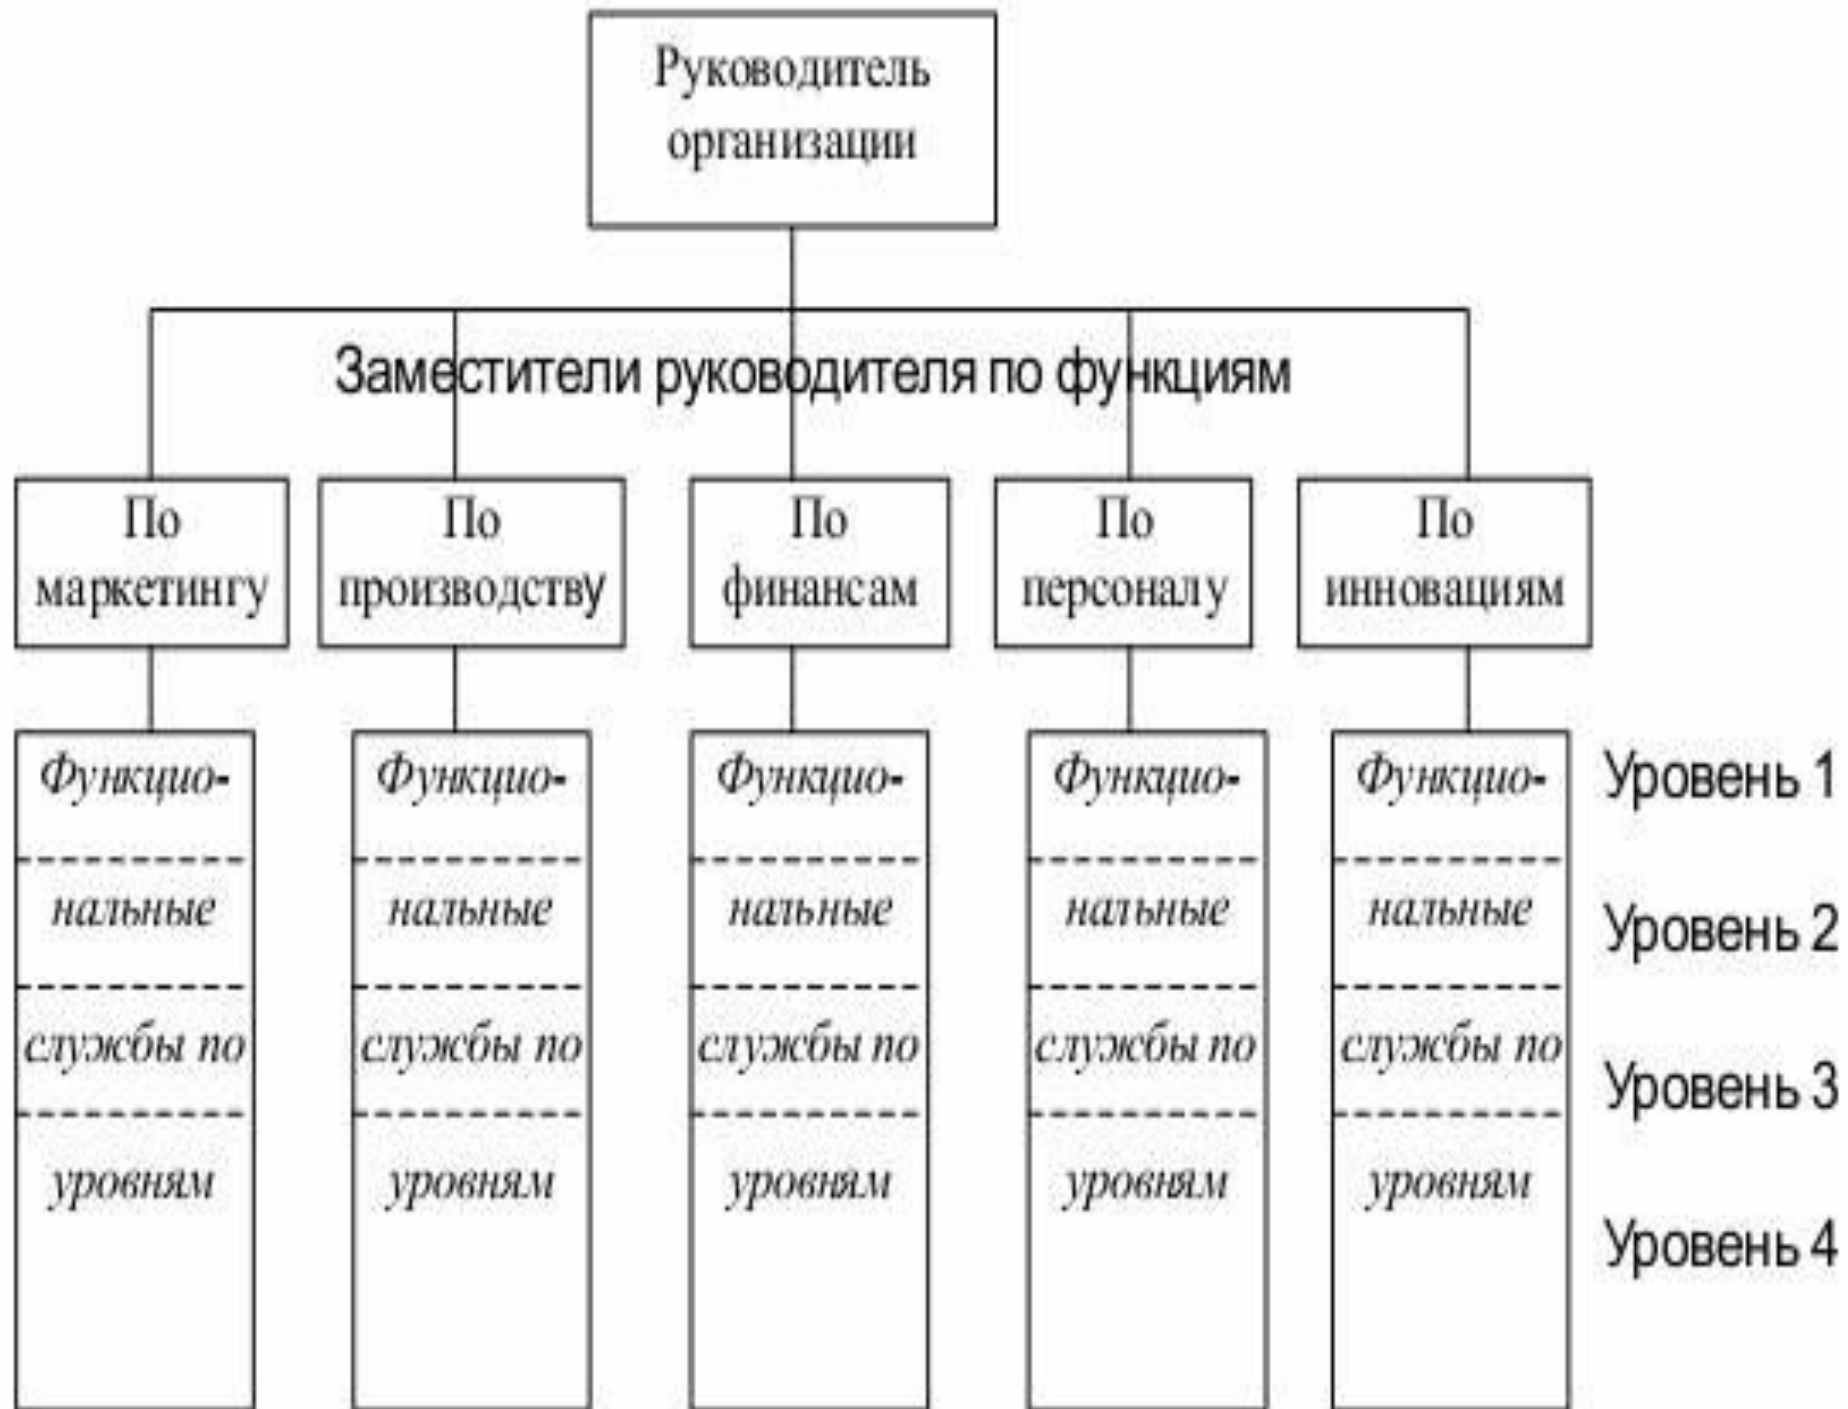 Руководитель
организации
Заместители руководителя по функциям
По
маркетингу
По
производству
По
финансам
По
персоналу
По
инновациям
Функцио-
нальные
службы по
уровням
Функцио-
нальные
службы по
уровням
Функцио-
нальные
службы по
уровням
Функцио-
нальные
службы по
уровням
Функцио-
нальные
службы по
уровням
Уровень 1
Уровень 2
Уровень 3
Уровень 4